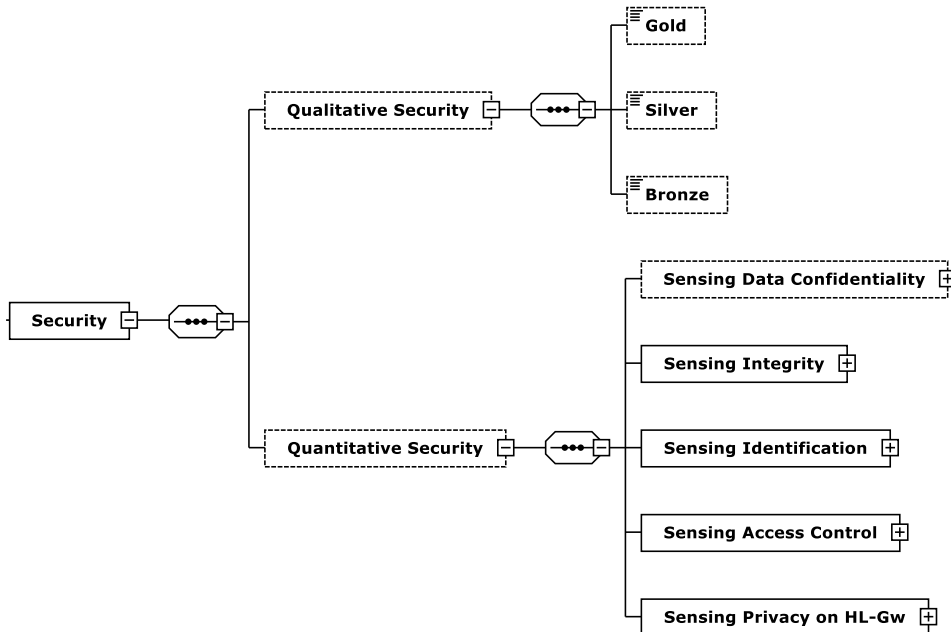 Gold
Qualitative Security
Silver
Bronze
Sensing Data Confidentiality
Security
Sensing Integrity
Quantitative Security
Sensing Identification
Sensing Access Control
Sensing Privacy on HL-Gw